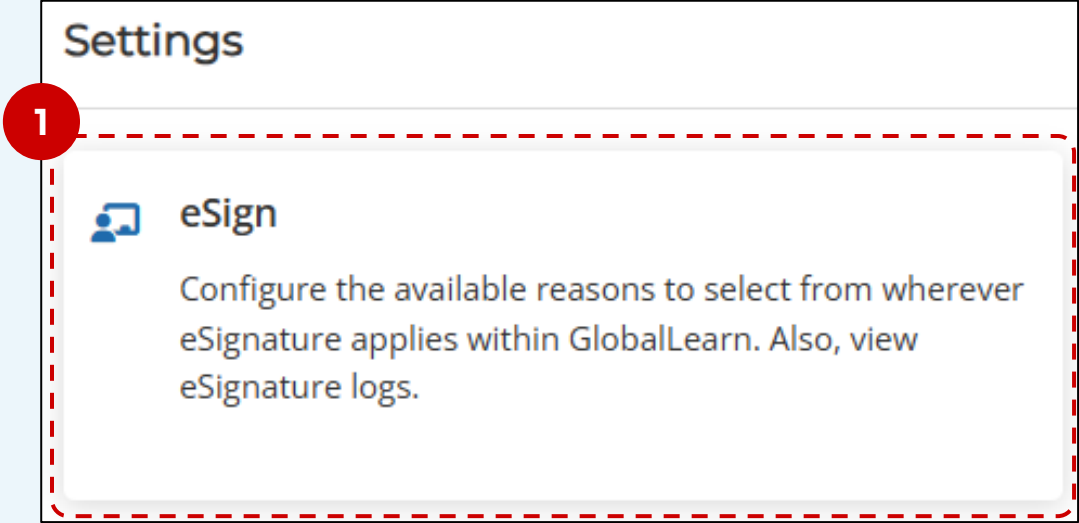 Settings
1
eSign
Configure the available reasons to select from wherever
eSignature applies within GlobalLearn. Also, view
eSignature logs.